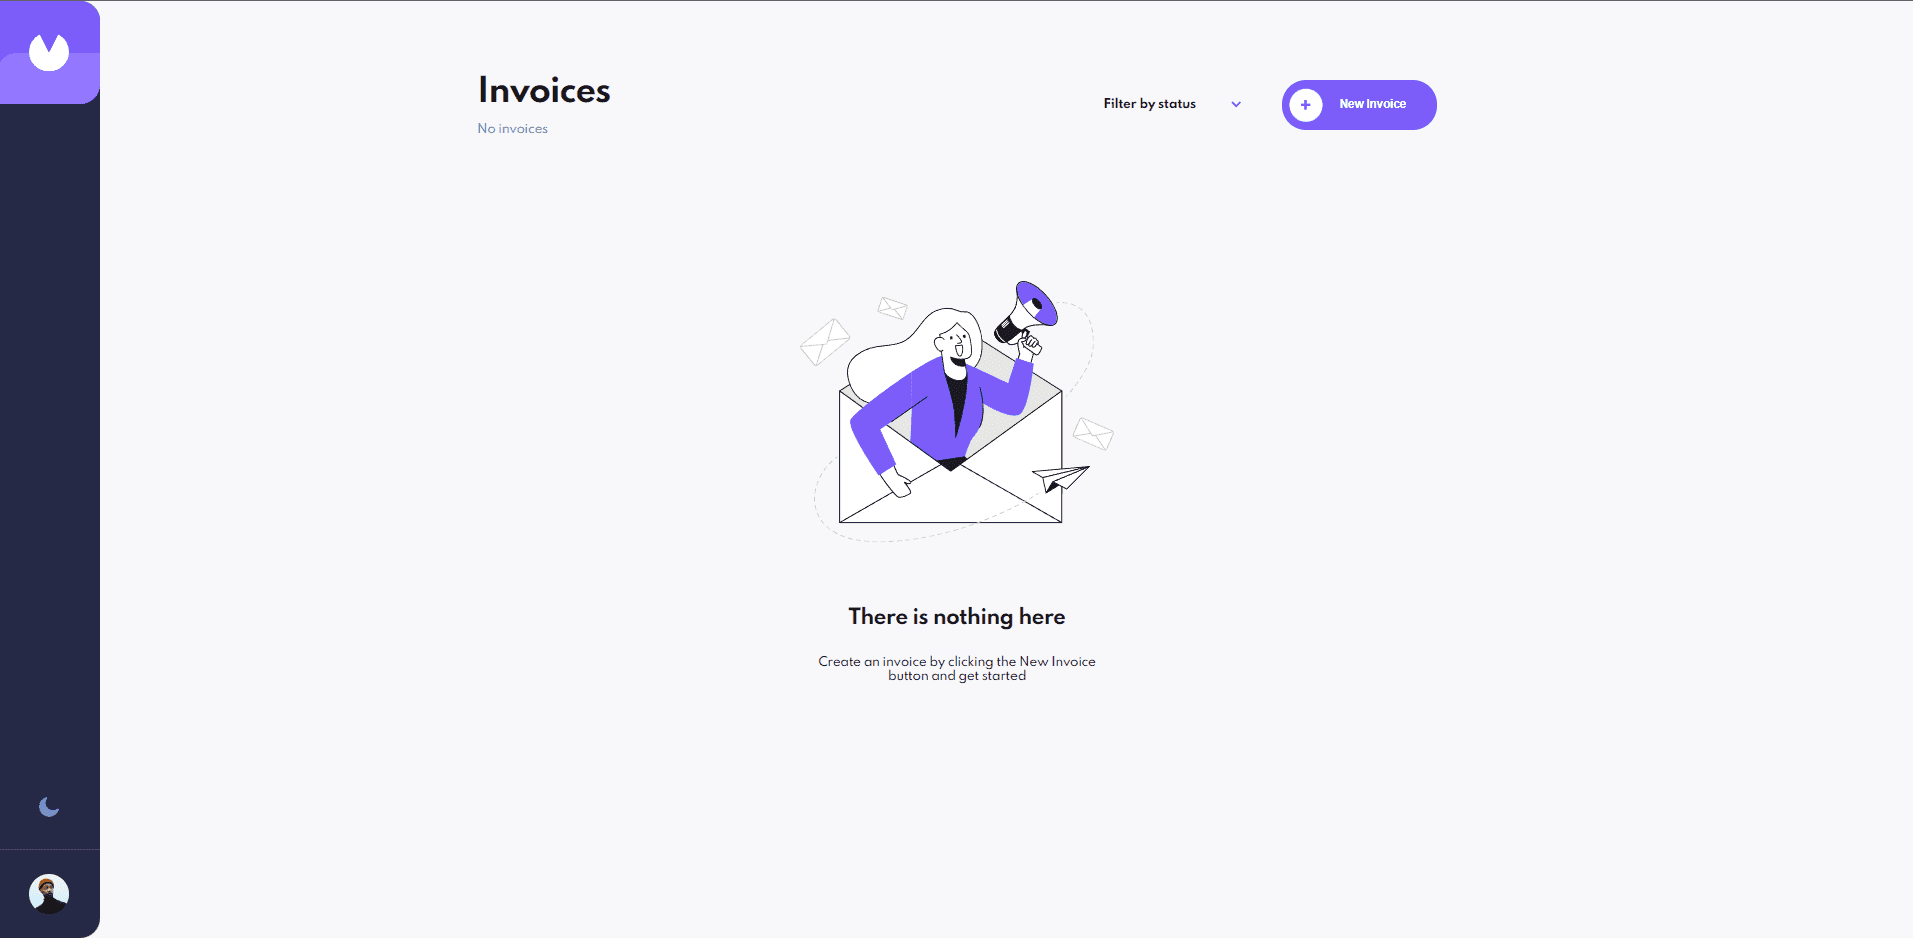 Invoices
No invoices
Filter by status
New Invoice
There is nothing here
Create an invoice by clicking the New Invoice
button and get started